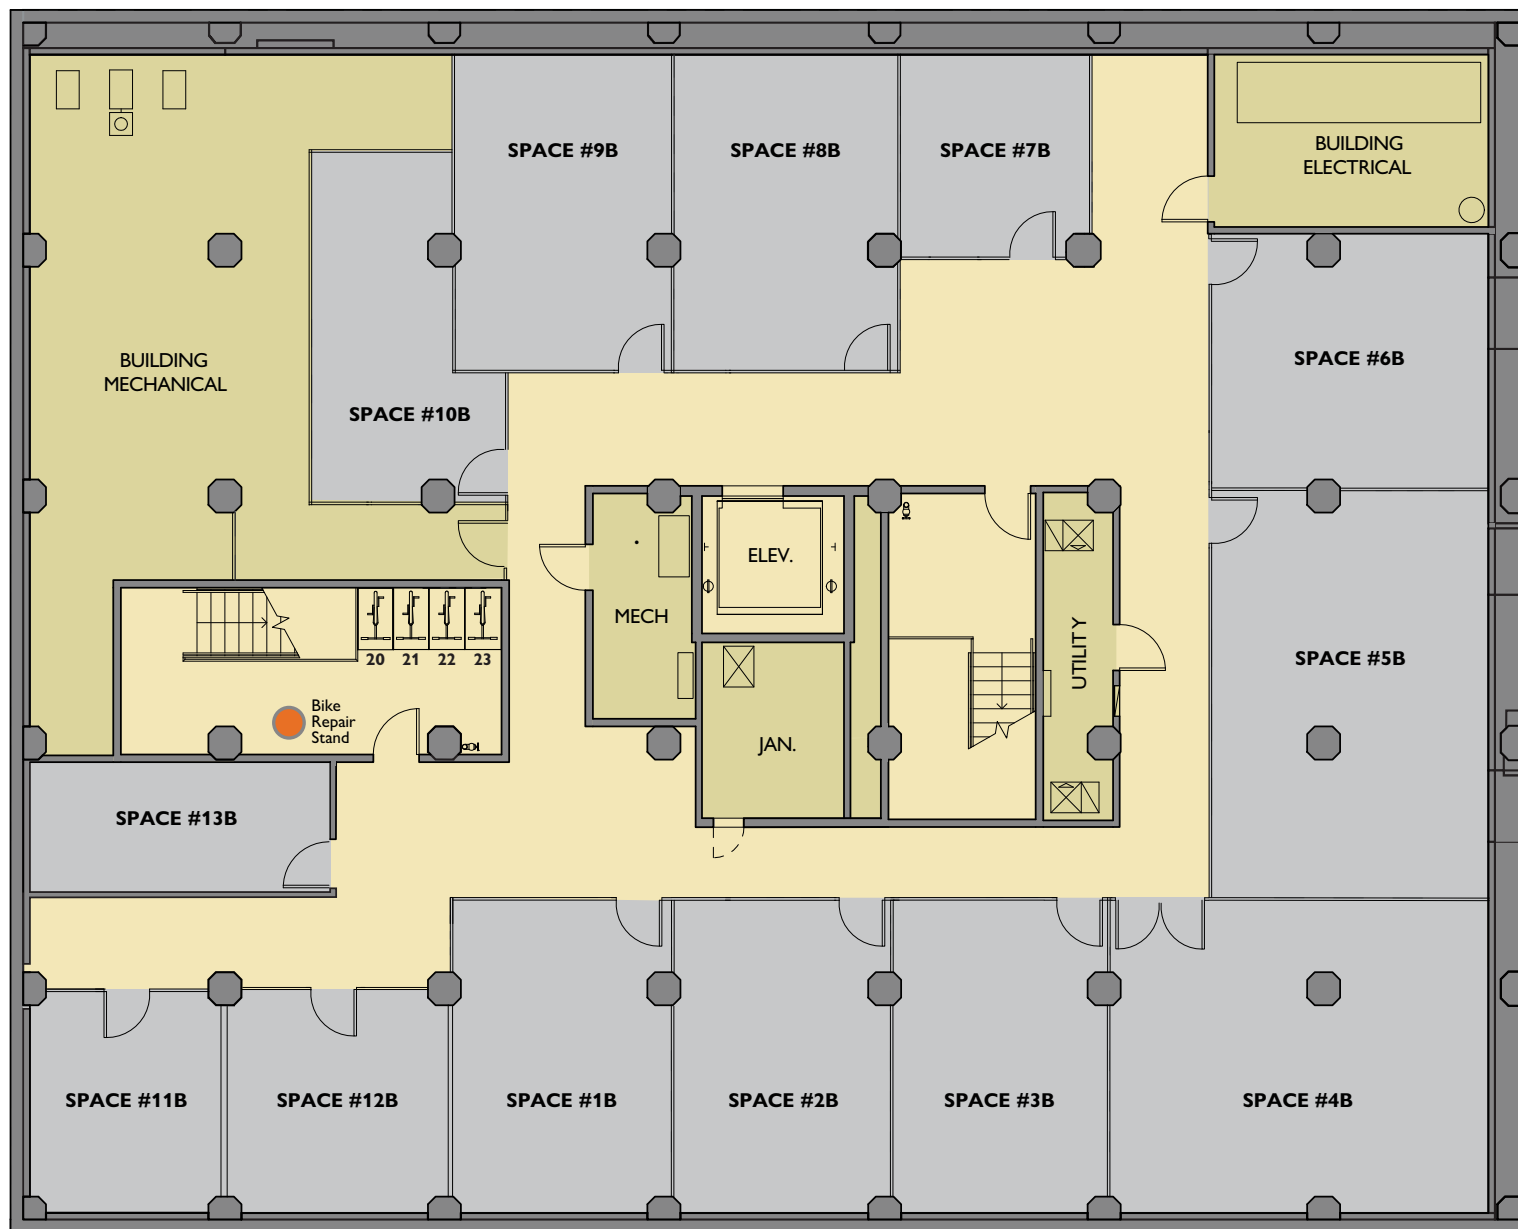 SPACE #9B
SPACE #8B
SPACE #7B
BUILDING
ELECTRICAL
BUILDING
MECHANICAL
SPACE #10B
SPACE #6B
ELEV.
MECH
UTILITY
20 21 22 23
SPACE #5B
Bike
Repair
Stand
JAN.
SPACE #13B
SPACE #11B
SPACE #12B
SPACE #1B
SPACE #2B
SPACE #3B
SPACE #4B